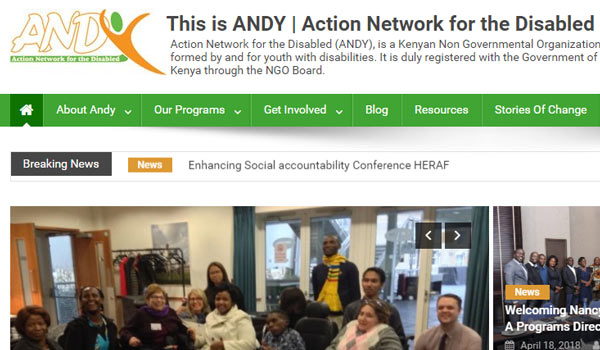 ANDY
Action Network for the Disabled
This is ANDY | Action Network for the Disabled
Action Network for the Disabled (ANDY), is a Kenyan Non Governmental Organization
formed by and for youth with disabilities. It is duly registered with the Government of
Kenya through the NGO Board.
About Andy Our Programs Get Involved Blog Resources Stories Of Change
Breaking News News Enhancing Social accountability Conference HERAF
News
Welcoming Nancy
A Programs Direc
April 18, 2018